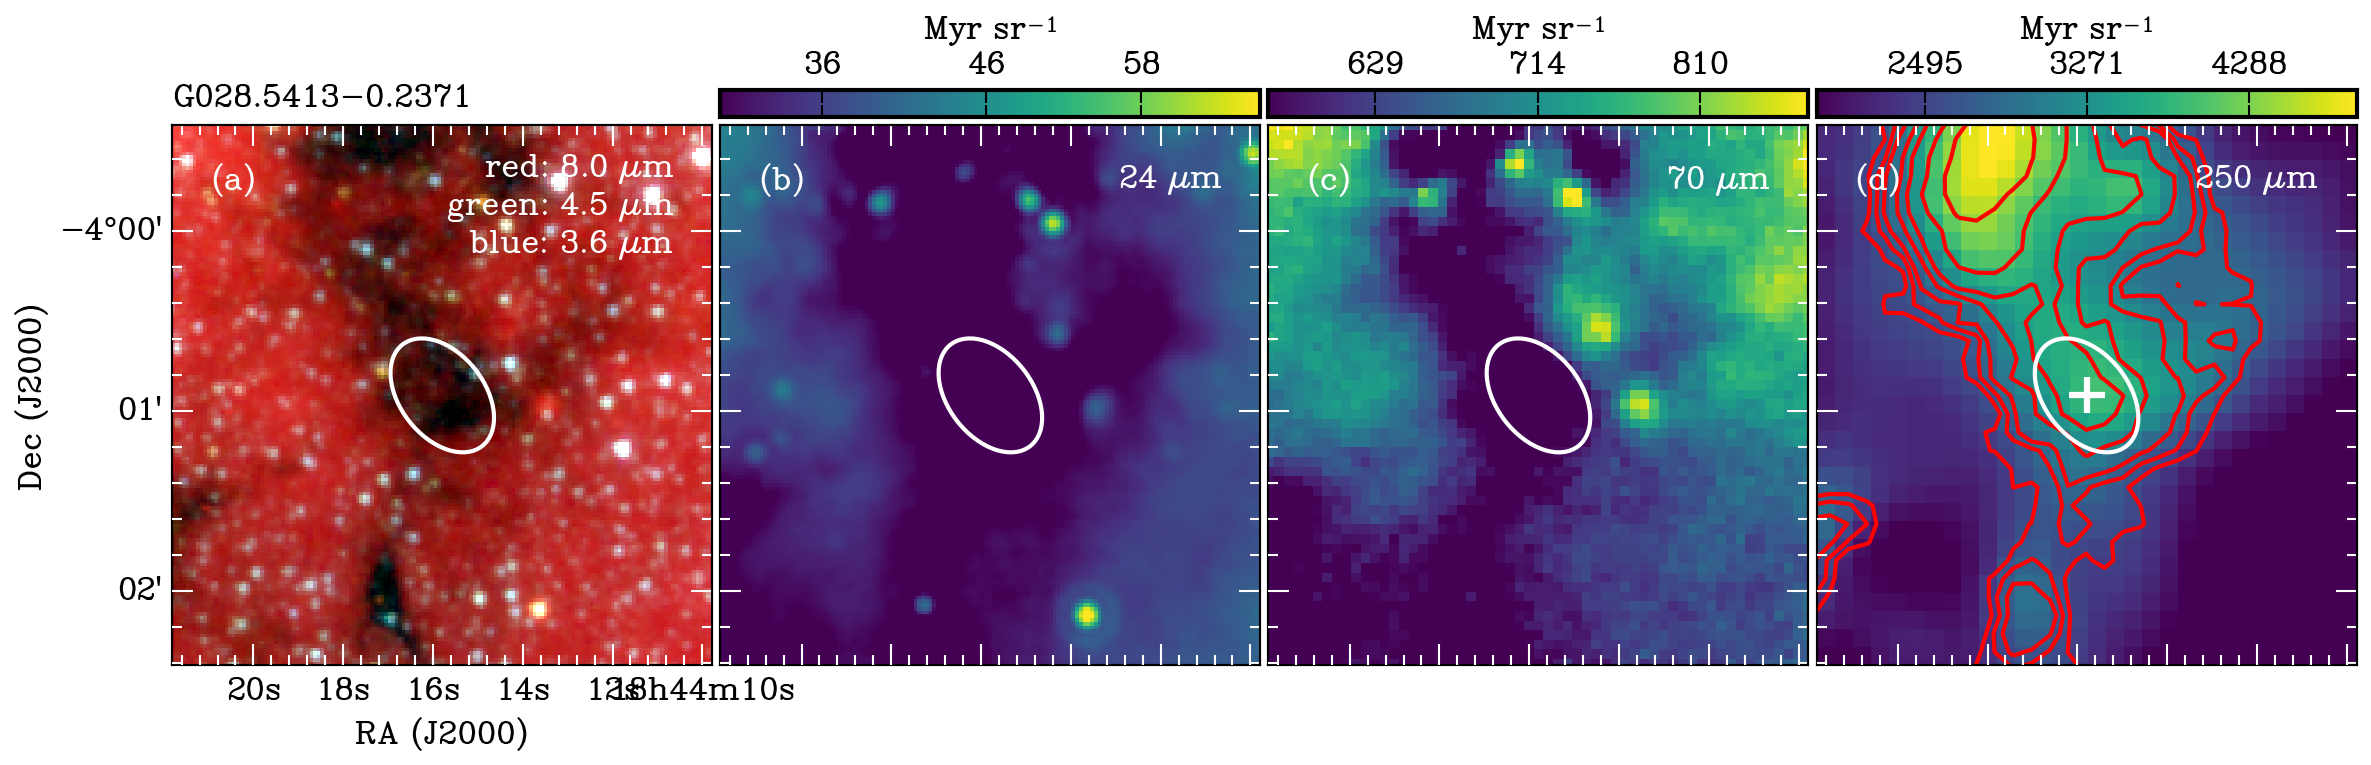 Myr sr⁻¹ Myr sr⁻¹ Myr sr⁻¹
36 46 58 629 714 810 2495 3271 4288
G028.5413−0.2371
(a) red: 8.0 μm
green: 4.5 μm
blue: 3.6 μm
(b) 24 μm
(c) 70 μm
(d) 250 μm
−4°00'
01'
02'
Dec (J2000)
20s 18s 16s 14s 12s 18h44m10s
RA (J2000)